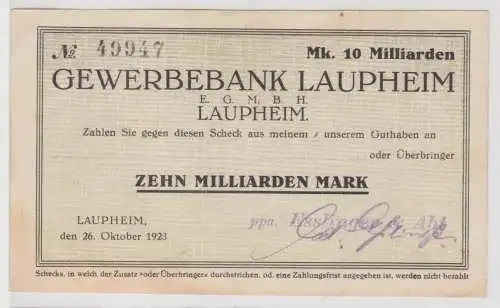 № 49947 Mk. 10 Milliarden
GEWERBEBANK LAUPHEIM
E. G. M. B. H.
LAUPHEIM.
Zahlen Sie gegen diesen Scheck aus meinem / unserem Guthaben an
oder Überbringer
ZEHN MILLIARDEN MARK
LAUPHEIM,
den 26. Oktober 1923
ppa.
Schecks, in welch. der Zusatz »oder Überbringer« durchstrichen, od. eine Zahlungsfrist angegeben ist, werden nicht bezahlt